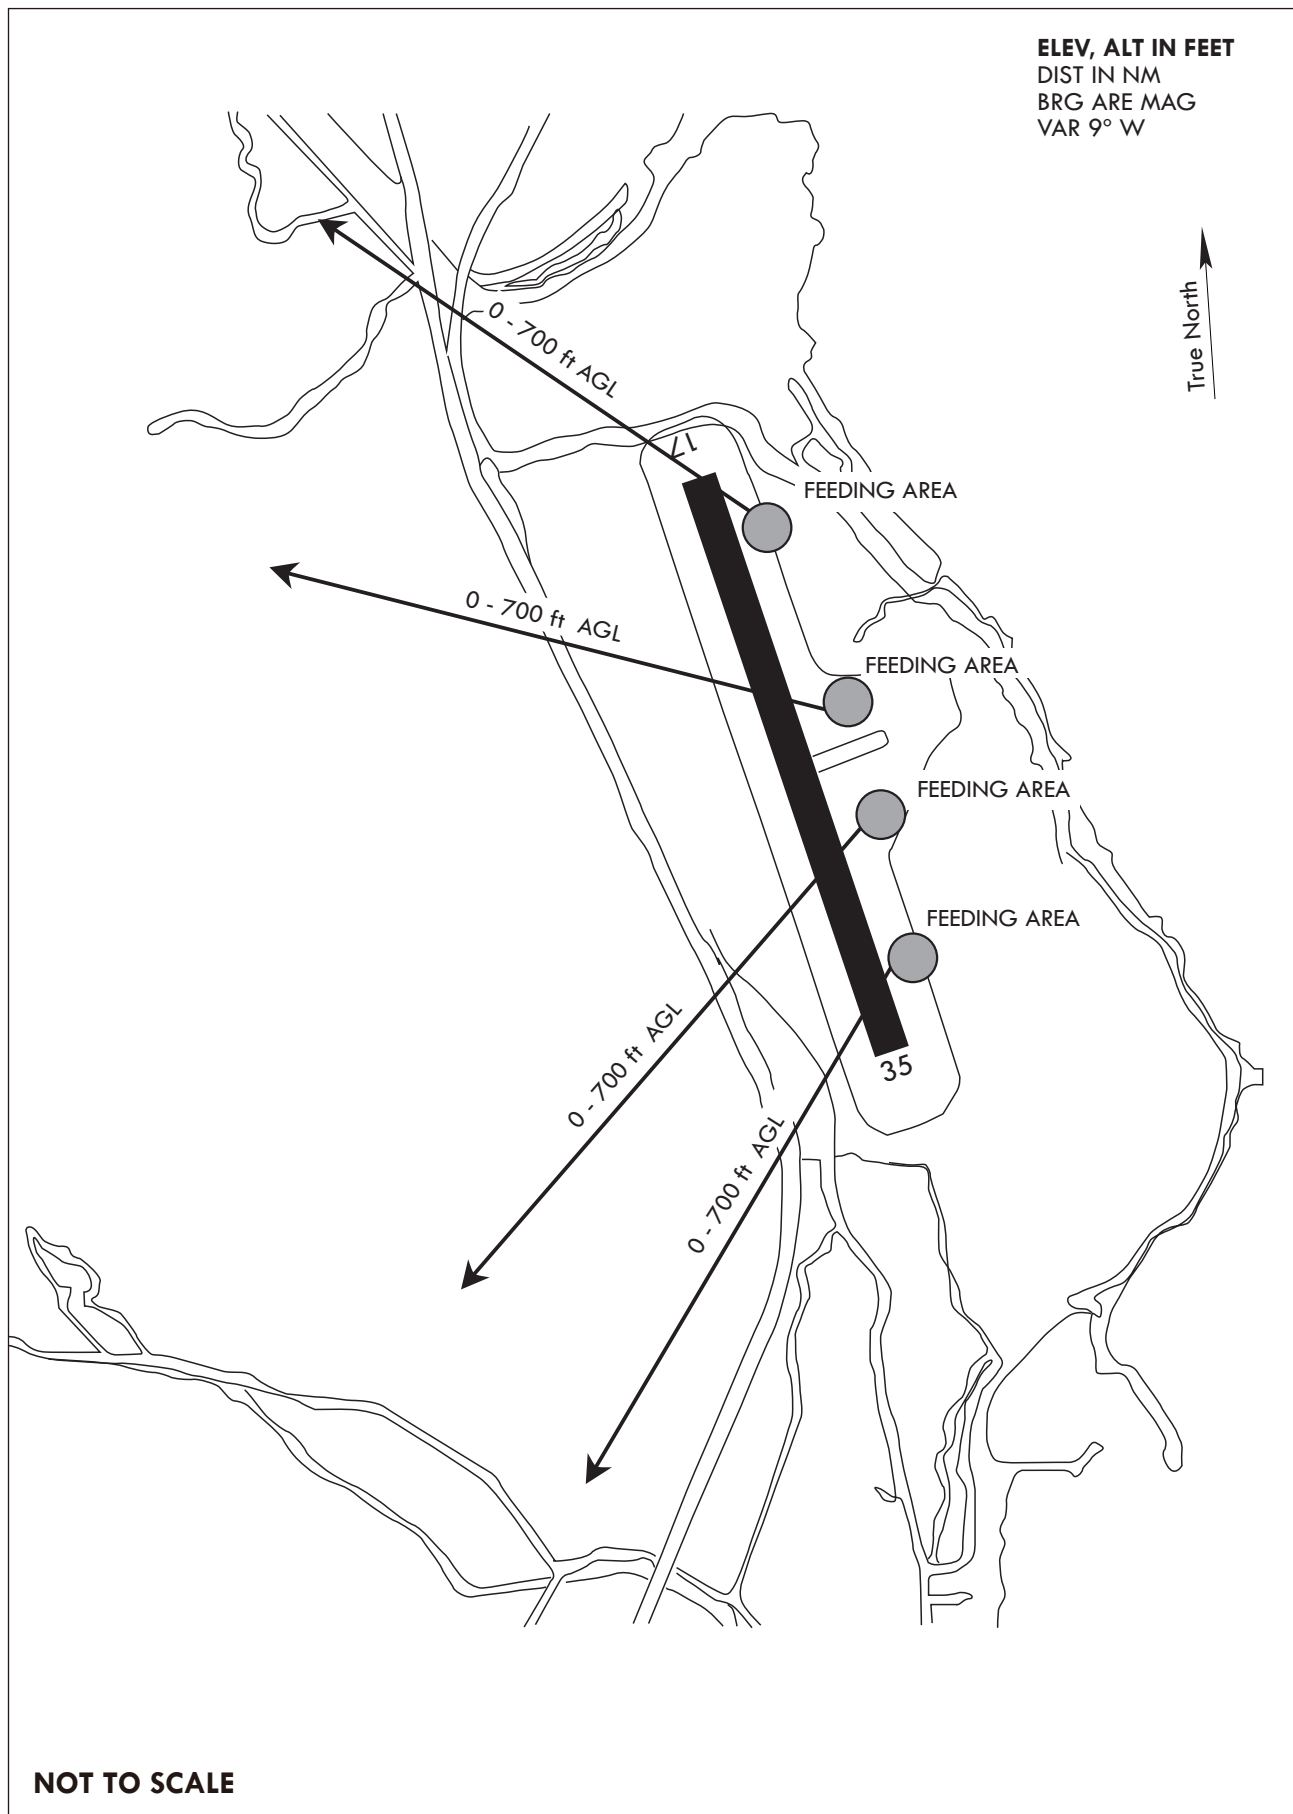 ELEV, ALT IN FEET
DIST IN NM
BRG ARE MAG
VAR 9° W
True North
0 - 700 ft AGL
17
FEEDING AREA
0 - 700 ft AGL
FEEDING AREA
FEEDING AREA
FEEDING AREA
0 - 700 ft AGL
35
0 - 700 ft AGL
NOT TO SCALE